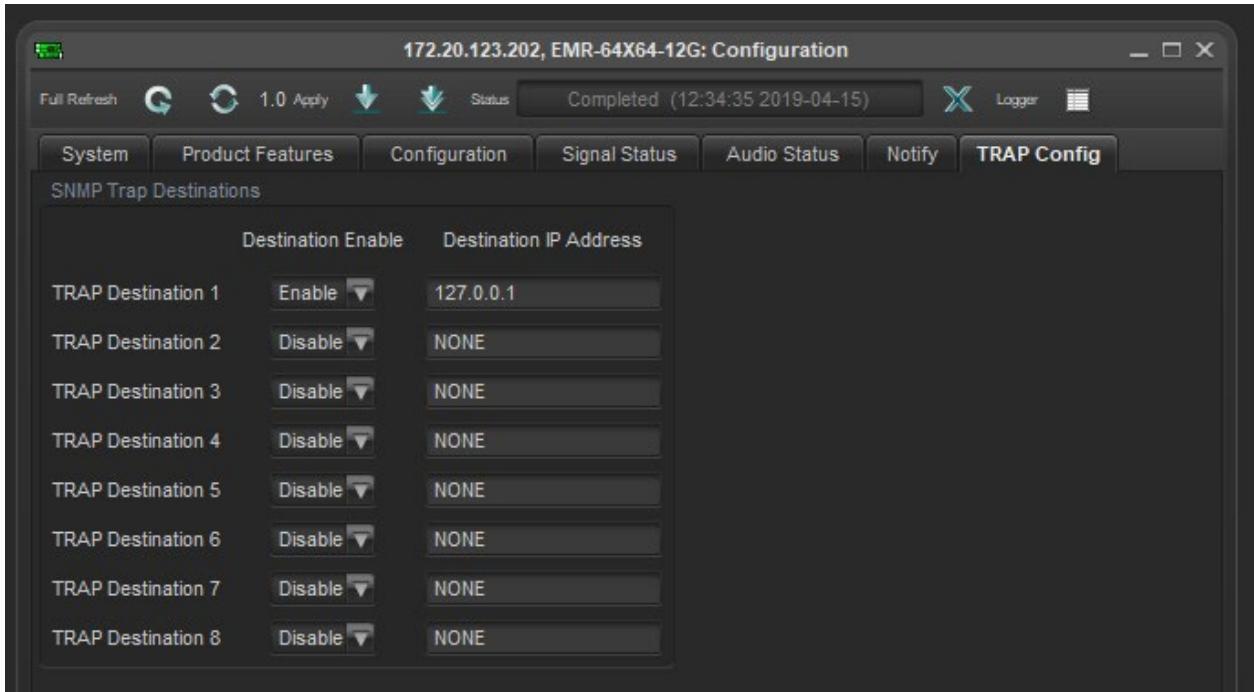 172.20.123.202, EMR-64X64-12G: Configuration
Full Refresh 1.0 Apply Status Completed (12:34:35 2019-04-15) Logger
System Product Features Configuration Signal Status Audio Status Notify TRAP Config
SNMP Trap Destinations
Destination Enable Destination IP Address
TRAP Destination 1 Enable 127.0.0.1
TRAP Destination 2 Disable NONE
TRAP Destination 3 Disable NONE
TRAP Destination 4 Disable NONE
TRAP Destination 5 Disable NONE
TRAP Destination 6 Disable NONE
TRAP Destination 7 Disable NONE
TRAP Destination 8 Disable NONE